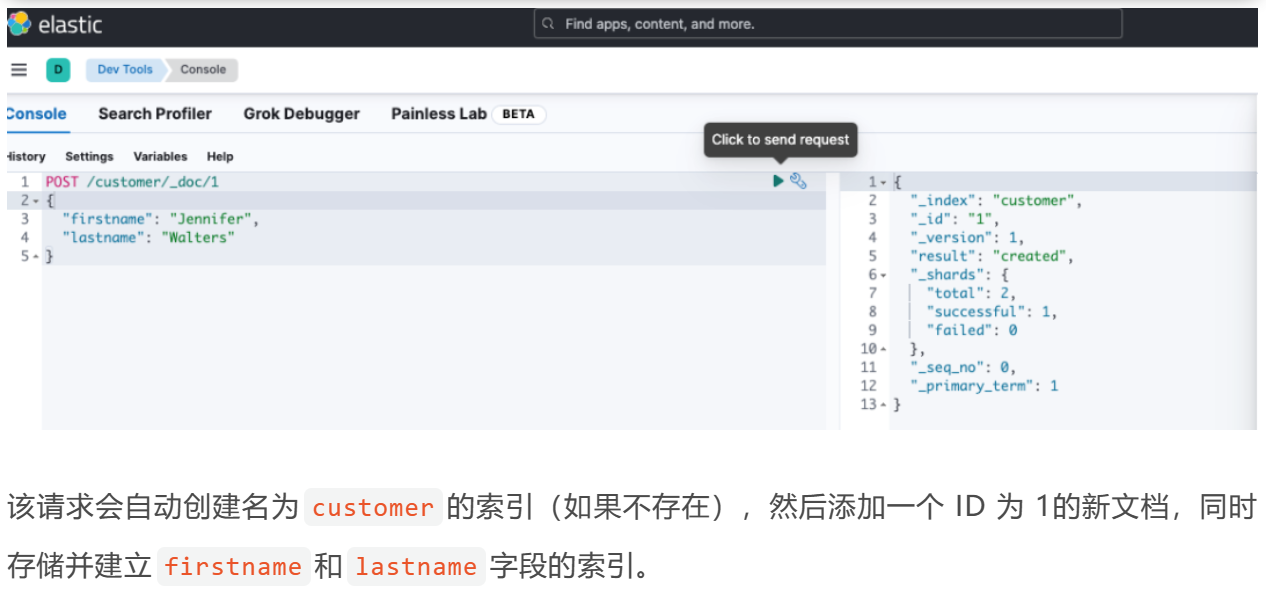 elastic
Find apps, content, and more.
D
Dev Tools
Console
Console
Search Profiler
Grok Debugger
Painless Lab
BETA
Click to send request
History
Settings
Variables
Help
1 POST /customer/_doc/1
2 {
3 "firstname": "Jennifer",
4 "lastname": "Walters"
5 }
1 {
2 "_index": "customer",
3 "_id": "1",
4 "_version": 1,
5 "result": "created",
6 "_shards": {
7 "total": 2,
8 "successful": 1,
9 "failed": 0
10 },
11 "_seq_no": 0,
12 "_primary_term": 1
13 }
该请求会自动创建名为 customer 的索引（如果不存在），然后添加一个 ID 为 1的新文档，同时
存储并建立 firstname 和 lastname 字段的索引。